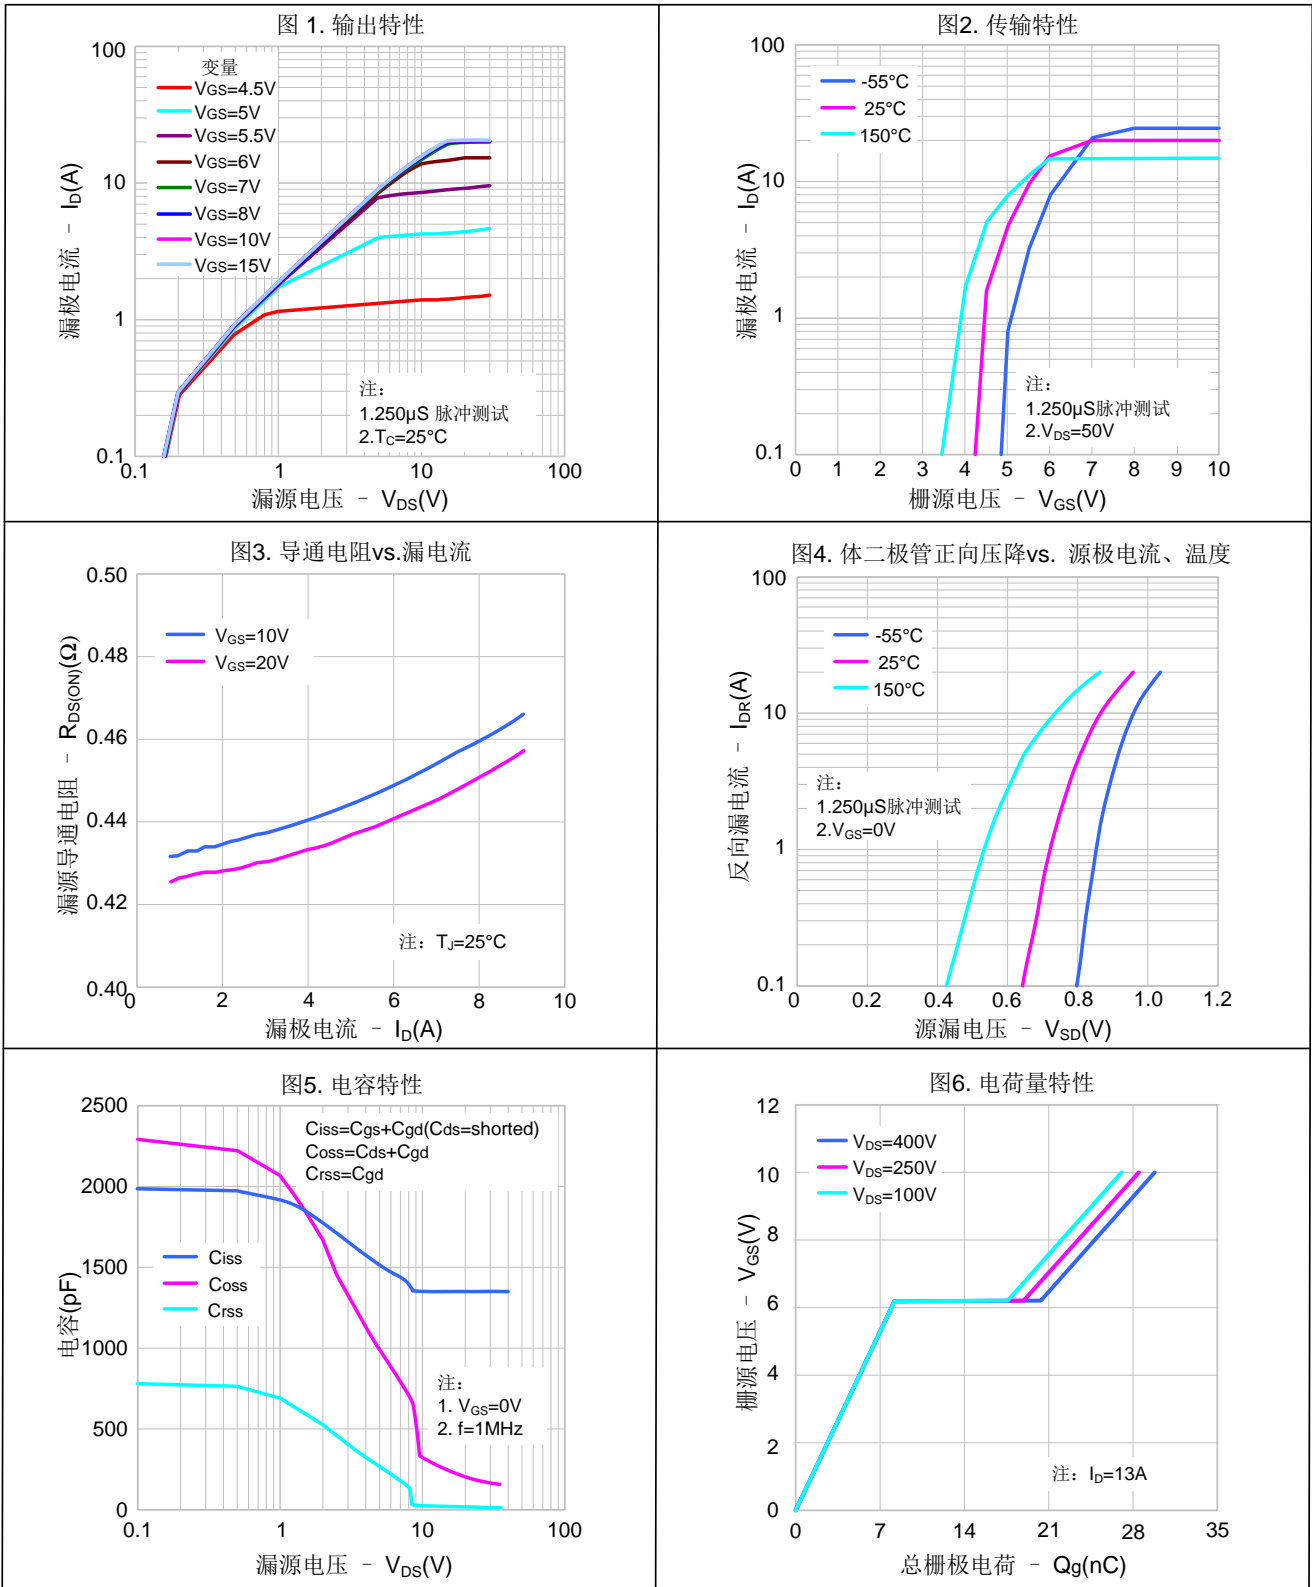 图 1. 输出特性
漏极电流 - ID(A)
100
10
1
0.1
变量
VGS=4.5V
VGS=5V
VGS=5.5V
VGS=6V
VGS=7V
VGS=8V
VGS=10V
VGS=15V
注:
1.250μS 脉冲测试
2.TC=25°C
0.1 1 10 100
漏源电压 - VDS(V)
图2. 传输特性
漏极电流 - ID(A)
100
10
1
0.1
-55°C
25°C
150°C
注:
1.250μS脉冲测试
2.VDS=50V
0 1 2 3 4 5 6 7 8 9 10
栅源电压 - VGS(V)
图3. 导通电阻vs.漏电流
漏源导通电阻 - RDS(ON)(Ω)
0.50
0.48
0.46
0.44
0.42
0.40
VGS=10V
VGS=20V
注: TJ=25°C
0 2 4 6 8 10
漏极电流 - ID(A)
图4. 体二极管正向压降vs. 源极电流、温度
反向漏电流 - IDR(A)
100
10
1
0.1
-55°C
25°C
150°C
注:
1.250μS脉冲测试
2.VGS=0V
0 0.2 0.4 0.6 0.8 1.0 1.2
源漏电压 - VSD(V)
图5. 电容特性
电容(pF)
2500
2000
1500
1000
500
0
Ciss=Cgs+Cgd(Cds=shorted)
Coss=Cds+Cgd
Crss=Cgd
Ciss
Coss
Crss
注:
1. VGS=0V
2. f=1MHz
0.1 1 10 100
漏源电压 - VDS(V)
图6. 电荷量特性
栅源电压 - VGS(V)
12
10
8
6
4
2
0
VDS=400V
VDS=250V
VDS=100V
注: ID=13A
0 7 14 21 28 35
总栅极电荷 - Qg(nC)